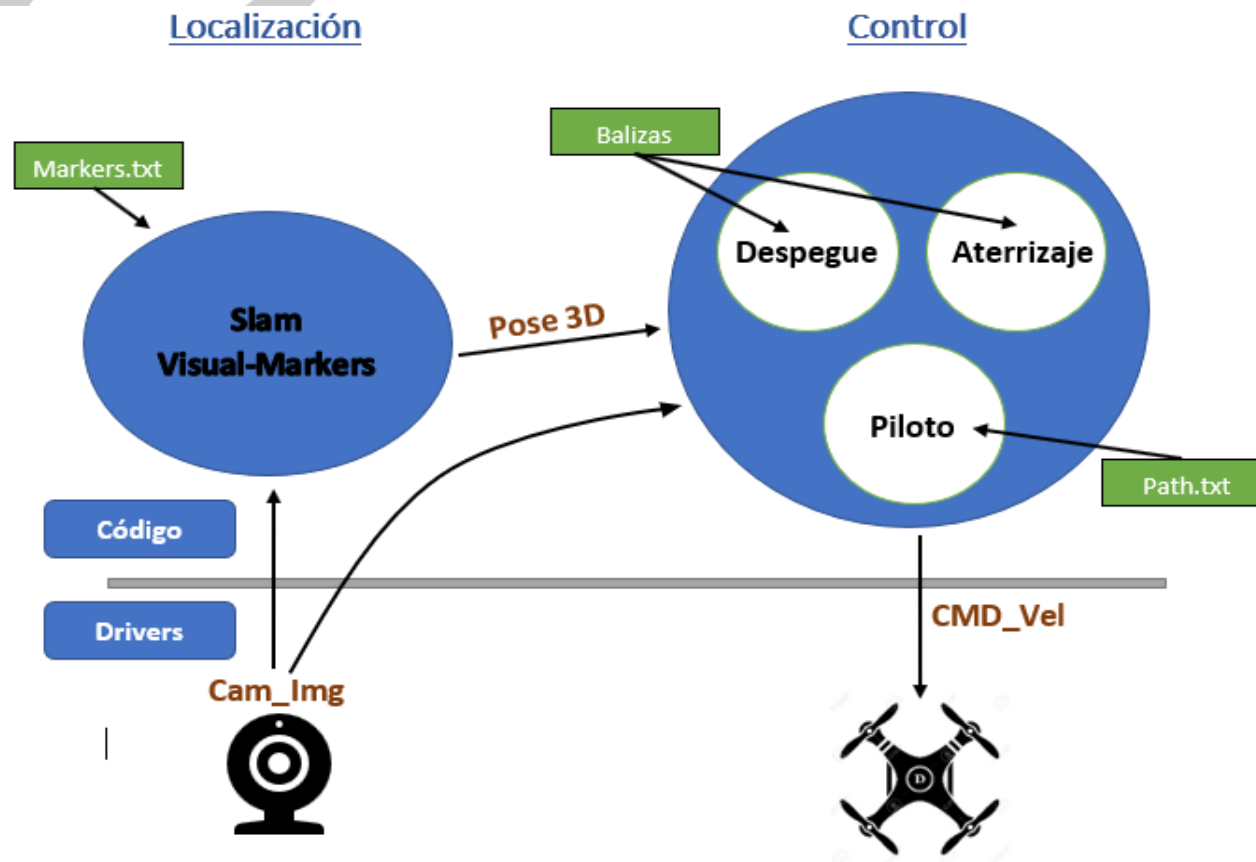 Localización
Control
Balizas
Markers.txt
Despegue
Aterrizaje
Slam
Visual-Markers
Pose 3D
Piloto
Path.txt
Código
Drivers
CMD_Vel
Cam_Img
D